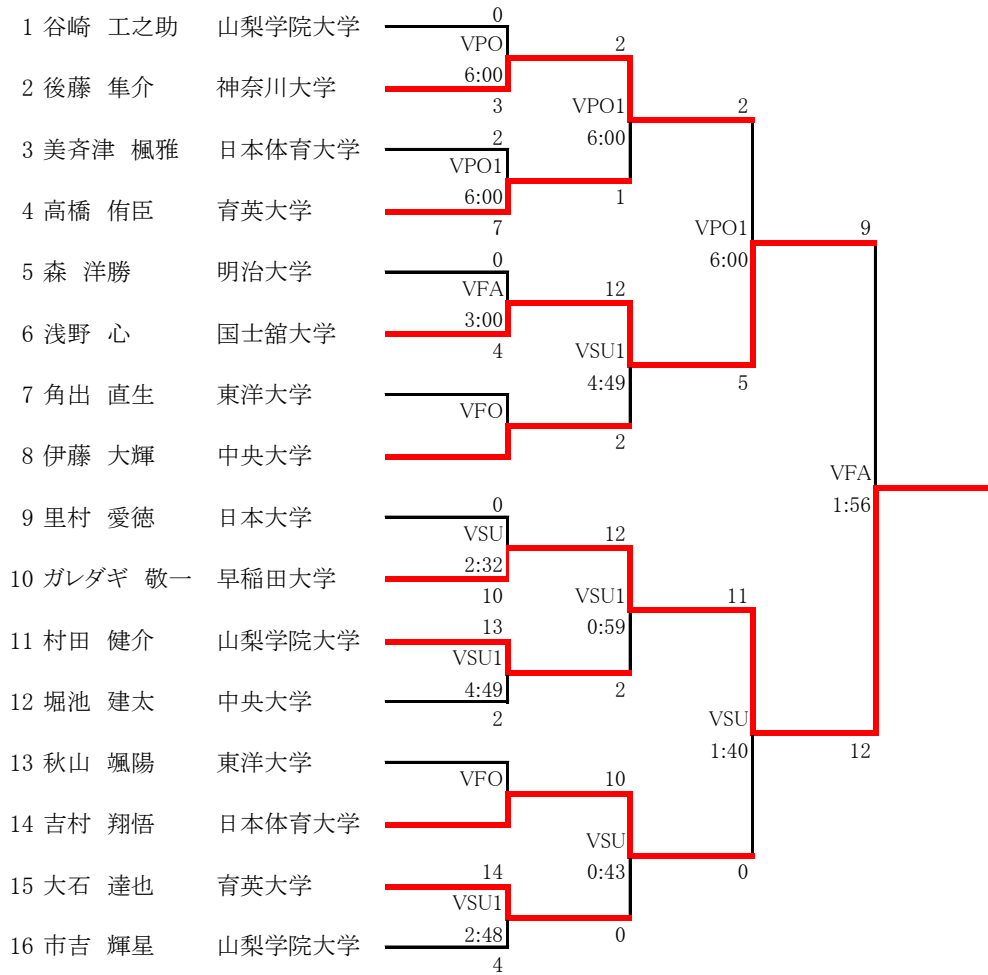 0
1 谷崎 工之助 山梨学院大学
VPO 2
6:00
2 後藤 隼介 神奈川大学
3 VPO1 2
2 6:00
3 美斉津 楓雅 日本体育大学
VPO1
6:00 1
4 高橋 侑臣 育英大学
7 VPO1 9
0 6:00
5 森 洋勝 明治大学
VFA 12
3:00
6 浅野 心 国士舘大学
4 VSU1
4:49 5
7 角出 直生 東洋大学
VFO
2
8 伊藤 大輝 中央大学
VFA
1:56
0
9 里村 愛徳 日本大学
VSU 12
2:32
10 ガレダギ 敬一 早稲田大学
10 VSU1 11
13 0:59
11 村田 健介 山梨学院大学
VSU1
4:49 2
12 堀池 建太 中央大学
2 VSU
1:40 12
13 秋山 颯陽 東洋大学
VFO 10
14 吉村 翔悟 日本体育大学
VSU
14 0:43 0
15 大石 達也 育英大学
VSU1
2:48 0
16 市吉 輝星 山梨学院大学
4